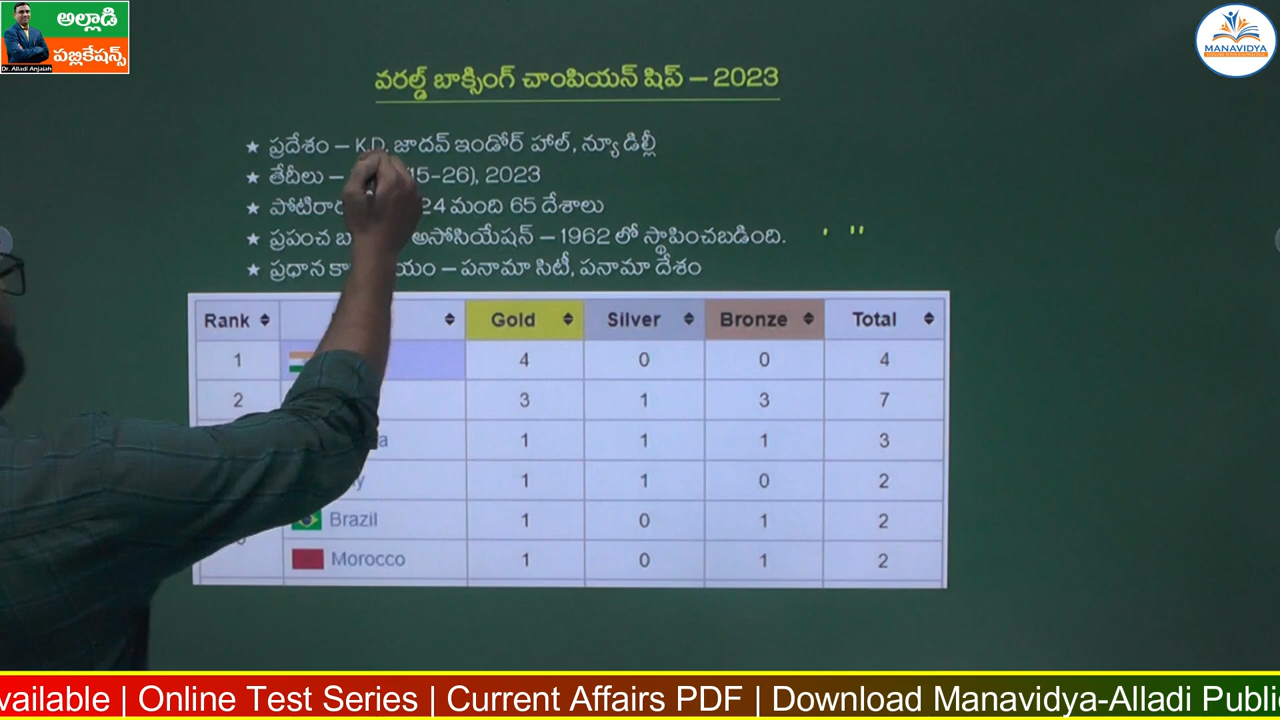 అల్లాడి
పబ్లికేషన్స్
Dr. Alladi Anjaiah
MANAVIDYA
వరల్డ్ బాక్సింగ్ చాంపియన్ షిప్ – 2023
★ ప్రదేశం – K.D. జాదవ్ ఇండోర్ హాల్, న్యూఢిల్లీ
★ తేదీలు – (15-26), 2023
★ 24 మంది 65 దేశాలు
★ ప్రపంచ అసోసియేషన్ – 1962 లో స్థాపించబడింది.
★ ప్రధాన – పనామా సిటీ, పనామా దేశం
Rank Gold Silver Bronze Total
1 4 0 0 4
2 3 1 3 7
1 1 1 3
1 1 0 2
Brazil 1 0 1 2
Morocco 1 0 1 2
vailable | Online Test Series | Current Affairs PDF | Download Manavidya-Alladi Public